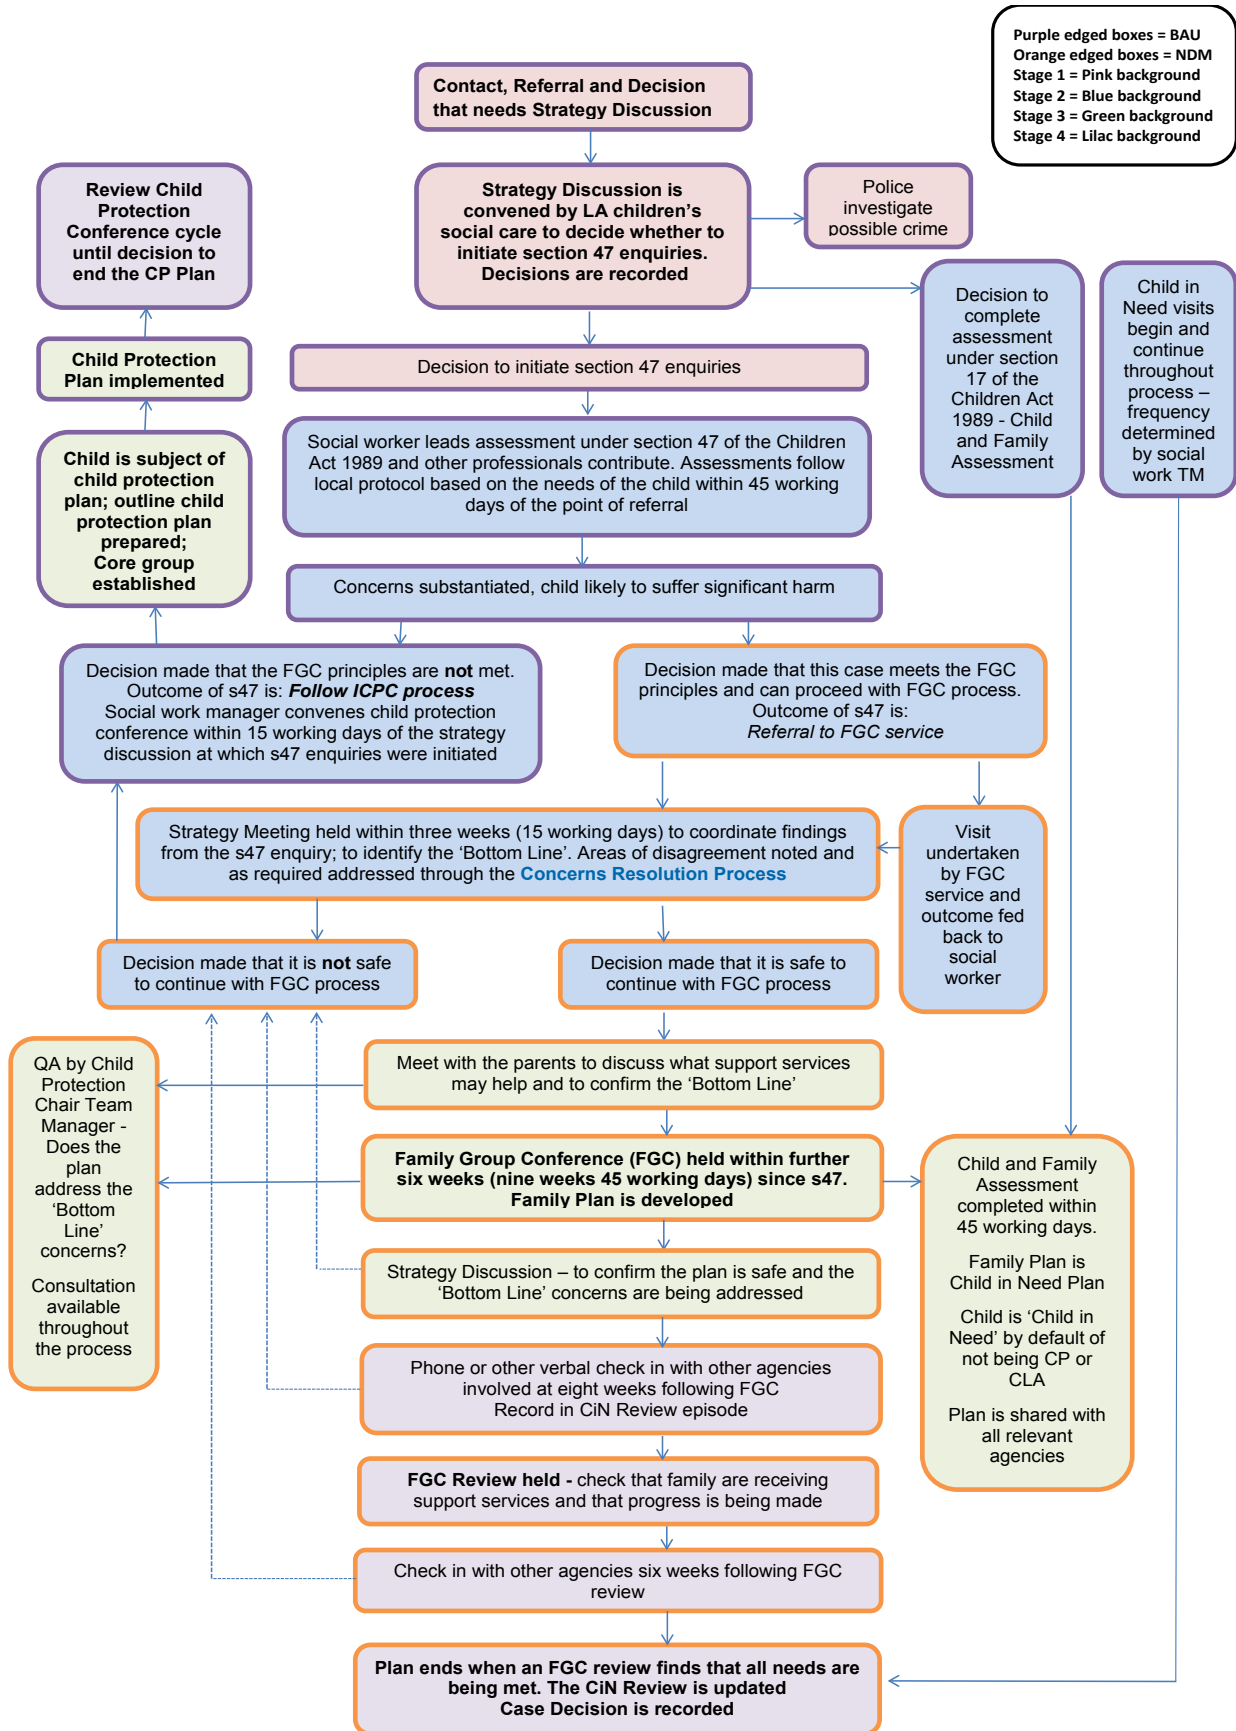 Purple edged boxes = BAU
Orange edged boxes = NDM
Stage 1 = Pink background
Stage 2 = Blue background
Stage 3 = Green background
Stage 4 = Lilac background
Contact, Referral and Decision
that needs Strategy Discussion
Strategy Discussion is
convened by LA children's
social care to decide whether to
initiate section 47 enquiries.
Decisions are recorded
Police
investigate
possible crime
Review Child
Protection
Conference cycle
until decision to
end the CP Plan
Decision to
complete
assessment
under section
17 of the
Children Act
1989 - Child
and Family
Assessment
Child in
Need visits
begin and
continue
throughout
process –
frequency
determined
by social
work TM
Child Protection
Plan implemented
Decision to initiate section 47 enquiries
Child is subject of
child protection
plan; outline child
protection plan
prepared;
Core group
established
Social worker leads assessment under section 47 of the Children
Act 1989 and other professionals contribute. Assessments follow
local protocol based on the needs of the child within 45 working
days of the point of referral
Concerns substantiated, child likely to suffer significant harm
Decision made that the FGC principles are not met.
Outcome of s47 is: Follow ICPC process
Social work manager convenes child protection
conference within 15 working days of the strategy
discussion at which s47 enquiries were initiated
Decision made that this case meets the FGC
principles and can proceed with FGC process.
Outcome of s47 is:
Referral to FGC service
Strategy Meeting held within three weeks (15 working days) to coordinate findings
from the s47 enquiry; to identify the 'Bottom Line'. Areas of disagreement noted and
as required addressed through the Concerns Resolution Process
Visit
undertaken
by FGC
service and
outcome fed
back to
social
worker
Decision made that it is not safe
to continue with FGC process
Decision made that it is safe to
continue with FGC process
QA by Child
Protection
Chair Team
Manager -
Does the
plan
address the
'Bottom
Line'
concerns?
Consultation
available
throughout
the process
Meet with the parents to discuss what support services
may help and to confirm the 'Bottom Line'
Family Group Conference (FGC) held within further
six weeks (nine weeks 45 working days) since s47.
Family Plan is developed
Child and Family
Assessment
completed within
45 working days.
Family Plan is
Child in Need Plan
Child is 'Child in
Need' by default of
not being CP or
CLA
Plan is shared with
all relevant
agencies
Strategy Discussion – to confirm the plan is safe and the
'Bottom Line' concerns are being addressed
Phone or other verbal check in with other agencies
involved at eight weeks following FGC
Record in CiN Review episode
FGC Review held - check that family are receiving
support services and that progress is being made
Check in with other agencies six weeks following FGC
review
Plan ends when an FGC review finds that all needs are
being met. The CiN Review is updated
Case Decision is recorded